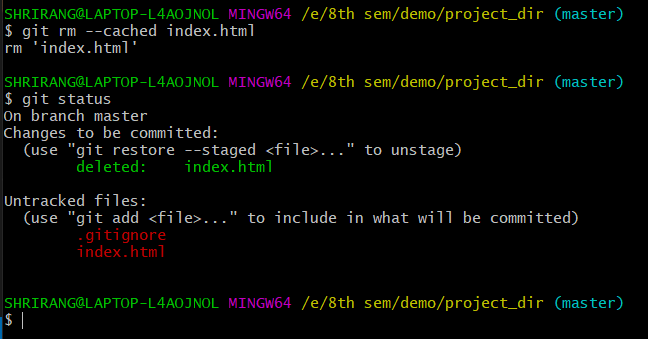 SHRIRANG@LAPTOP-L4AOJNOL MINGW64 /e/8th sem/demo/project_dir (master)
$ git rm --cached index.html
rm 'index.html'

SHRIRANG@LAPTOP-L4AOJNOL MINGW64 /e/8th sem/demo/project_dir (master)
$ git status
On branch master
Changes to be committed:
  (use "git restore --staged <file>..." to unstage)
        deleted:    index.html

Untracked files:
  (use "git add <file>..." to include in what will be committed)
        .gitignore
        index.html

SHRIRANG@LAPTOP-L4AOJNOL MINGW64 /e/8th sem/demo/project_dir (master)
$